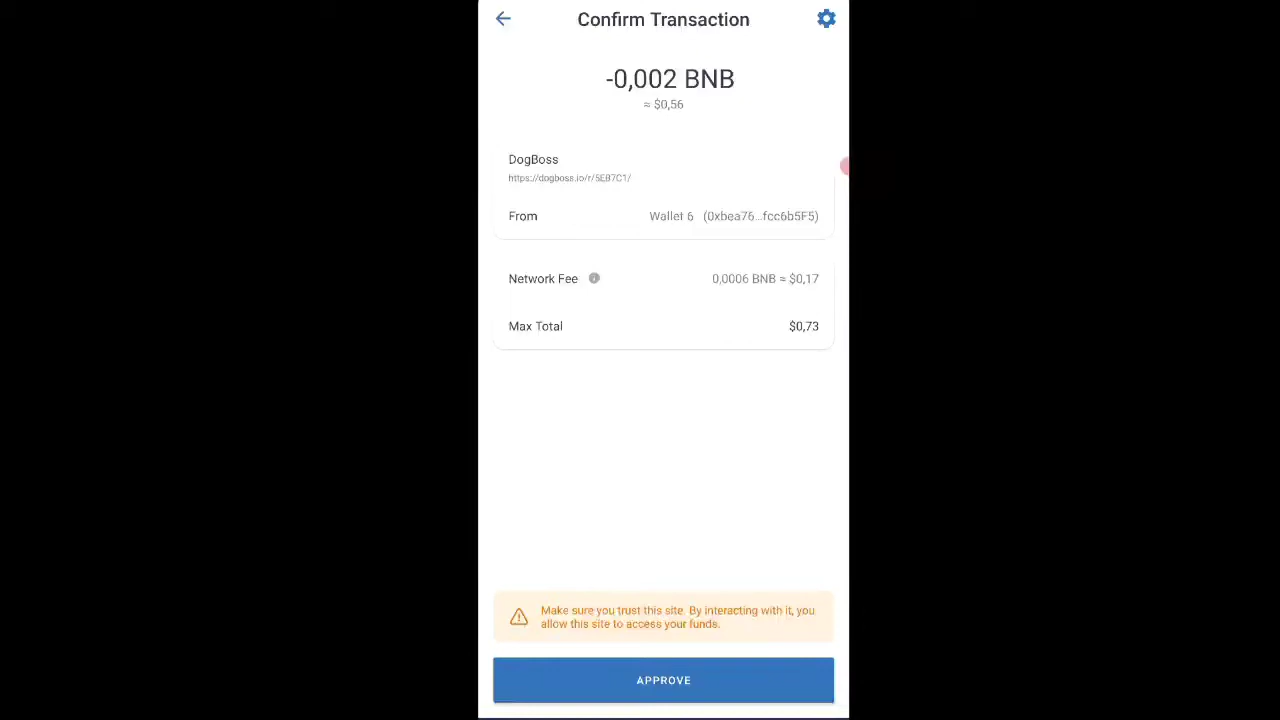 Confirm Transaction
-0,002 BNB
≈ $0,56
DogBoss
https://dogboss.io/r/5EB7C1/
From Wallet 6 (0xbea76...fcc6b5F5)
Network Fee 0,0006 BNB ≈ $0,17
Max Total $0,73
Make sure you trust this site. By interacting with it, you
allow this site to access your funds.
APPROVE